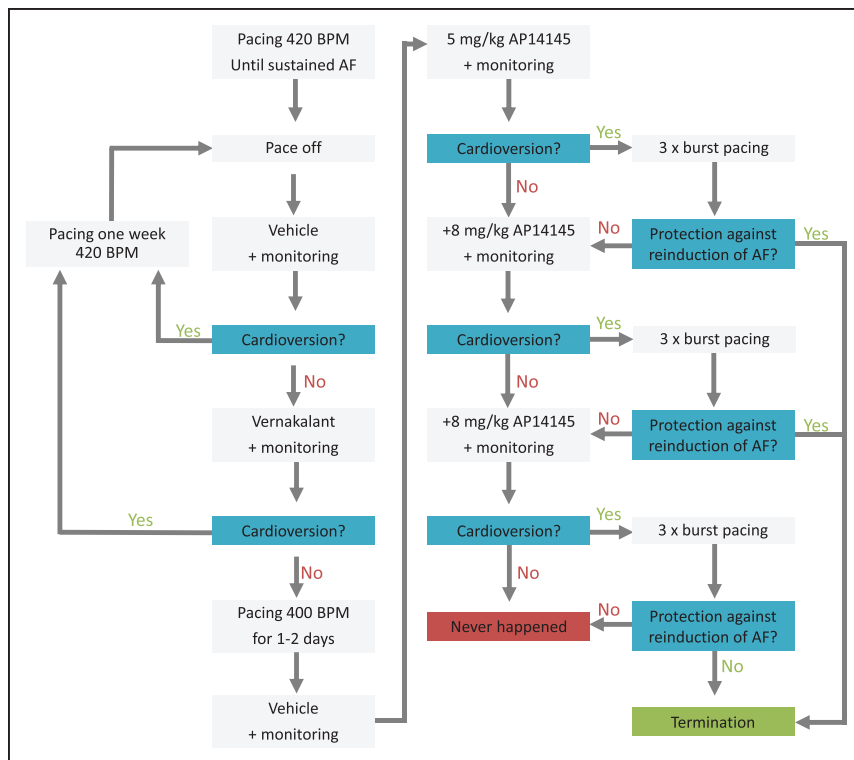 Pacing 420 BPM
Until sustained AF
Pace off
Pacing one week
420 BPM
Vehicle
+ monitoring
Yes
Cardioversion?
No
Vernakalant
+ monitoring
Yes
Cardioversion?
No
Pacing 400 BPM
for 1-2 days
Vehicle
+ monitoring
5 mg/kg AP14145
+ monitoring
Cardioversion?
Yes
3 x burst pacing
No
+8 mg/kg AP14145
+ monitoring
No
Protection against
reinduction of AF?
Yes
Cardioversion?
Yes
3 x burst pacing
No
+8 mg/kg AP14145
+ monitoring
No
Protection against
reinduction of AF?
Yes
Cardioversion?
Yes
3 x burst pacing
No
Never happened
No
Protection against
reinduction of AF?
No
Termination